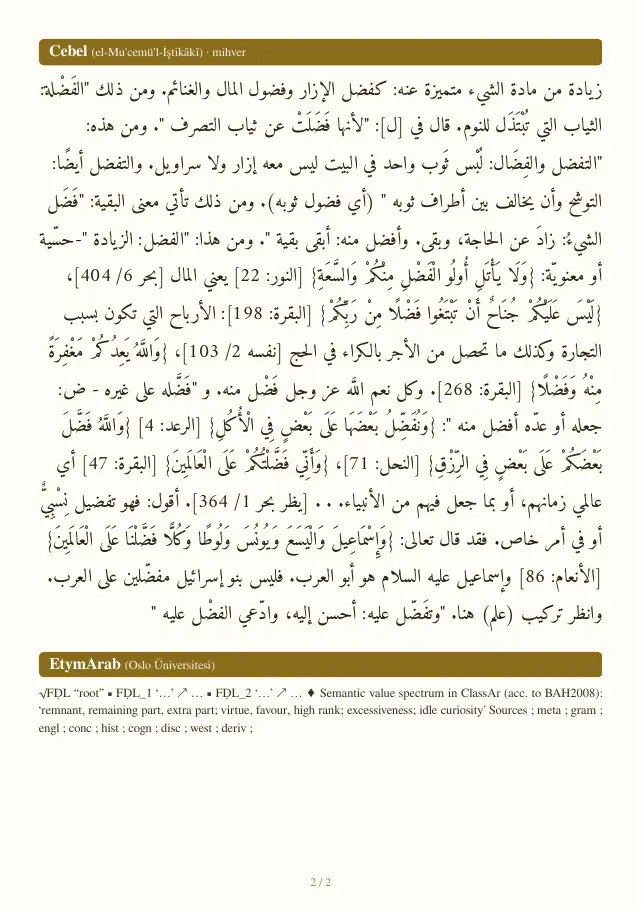 Cebel (el-Mu'cemü'l-İştikâkî) · mihver
زيادة من مادة الشيء متميزة عنه: كفضل الإزار وفضول المال والغنائم. ومن ذلك "الفَضْلة:
الثياب التي تُبْتَذَل للنوم. قال في [ل]: "لأنها فَضَلَتْ عن ثياب التصرف ". ومن هذه:
"التفضل والفِضَال: لُبْس ثَوب واحد في البيت ليس معه إزار ولا سراويل. والتفضل أيضًا:
التوشح وأن يخالف بين أطراف ثوبه " (أي فضول ثوبه). ومن ذلك تأتي معنى البقية: "فَضَل
الشيءُ: زادَ عن الحاجة، وبقى. وأفضل منه: أبقى بقية ". ومن هذا: "الفضل: الزيادة "-حسّية
أو معنويّة: {وَلَا يَأْتَلِ أُولُو الْفَضْلِ مِنْكُمْ وَالسَّعَةِ} [النور: 22] يعني المال [بحر 6/ 404]،
{لَيْسَ عَلَيْكُمْ جُنَاحٌ أَنْ تَبْتَغُوا فَضْلًا مِنْ رَبِّكُمْ} [البقرة: 198]: الأرباح التي تكون بسبب
التجارة وكذلك ما تحصل من الأجر بالكراء في الحج [نفسه 2/ 103]، {وَاللَّهُ يَعِدُكُمْ مَغْفِرَةً
مِنْهُ وَفَضْلًا} [البقرة: 268]. وكل نعم الله عز وجل فَضْل منه. و "فَضَّله على غيره - ض:
جعله أو عدّه أفضل منه ": {وَنُفَضِّلُ بَعْضَهَا عَلَى بَعْضٍ فِي الْأُكُلِ} [الرعد: 4] {وَاللَّهُ فَضَّلَ
بَعْضَكُمْ عَلَى بَعْضٍ فِي الرِّزْقِ} [النحل: 71]، {وَأَنِّي فَضَّلْتُكُمْ عَلَى الْعَالَمِينَ} [البقرة: 47] أي
عالمي زمانهم، أو بما جعل فيهم من الأنبياء. . . [يظر بحر 1/ 364]. أقول: فهو تفضيل نِسْبِيٌّ
أو في أمر خاص. فقد قال تعالى: {وَإِسْمَاعِيلَ وَالْيَسَعَ وَيُونُسَ وَلُوطًا وَكُلًّا فَضَّلْنَا عَلَى الْعَالَمِينَ}
[الأنعام: 86] وإسماعيل عليه السلام هو أبو العرب. فليس بنو إسرائيل مفضّلين على العرب.
وانظر تركيب (علم) هنا. "وتفَضّل عليه: أحسن إليه، وادّعي الفضْل عليه "
EtymArab (Oslo Üniversitesi)
√FḌL “root” ▪ FḌL_1 ‘…’ ↗ … ▪ FḌL_2 ‘…’ ↗ … ♦ Semantic value spectrum in ClassAr (acc. to BAH2008):
‘remnant, remaining part, extra part; virtue, favour, high rank; excessiveness; idle curiosity’ Sources ; meta ; gram ;
engl ; conc ; hist ; cogn ; disc ; west ; deriv ;
2 / 2